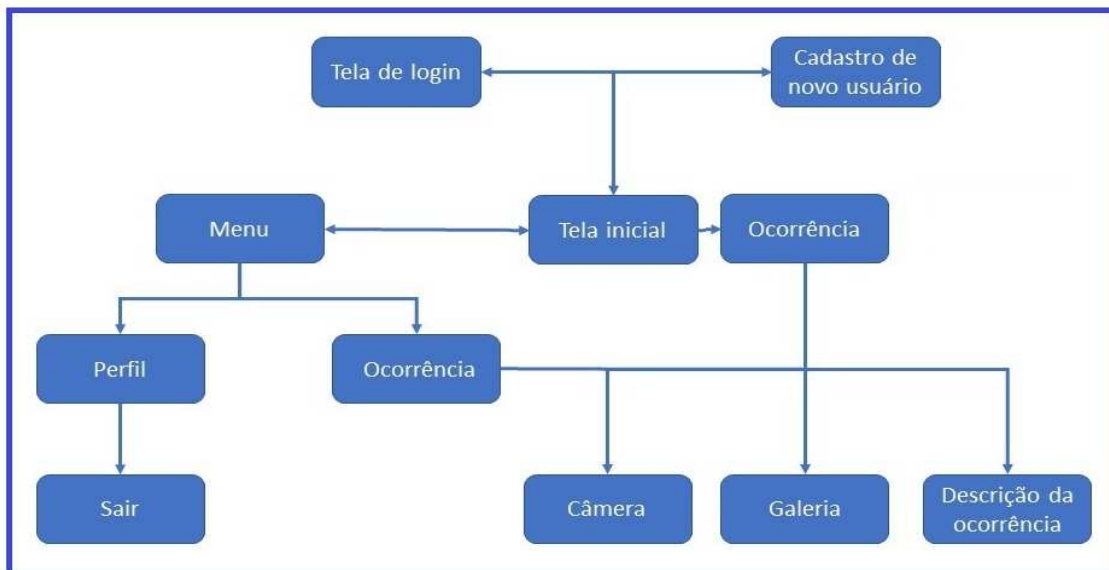 Tela de login
Cadastro de
novo usuário
Menu
Tela inicial
Ocorrência
Perfil
Ocorrência
Sair
Câmera
Galeria
Descrição da
ocorrência